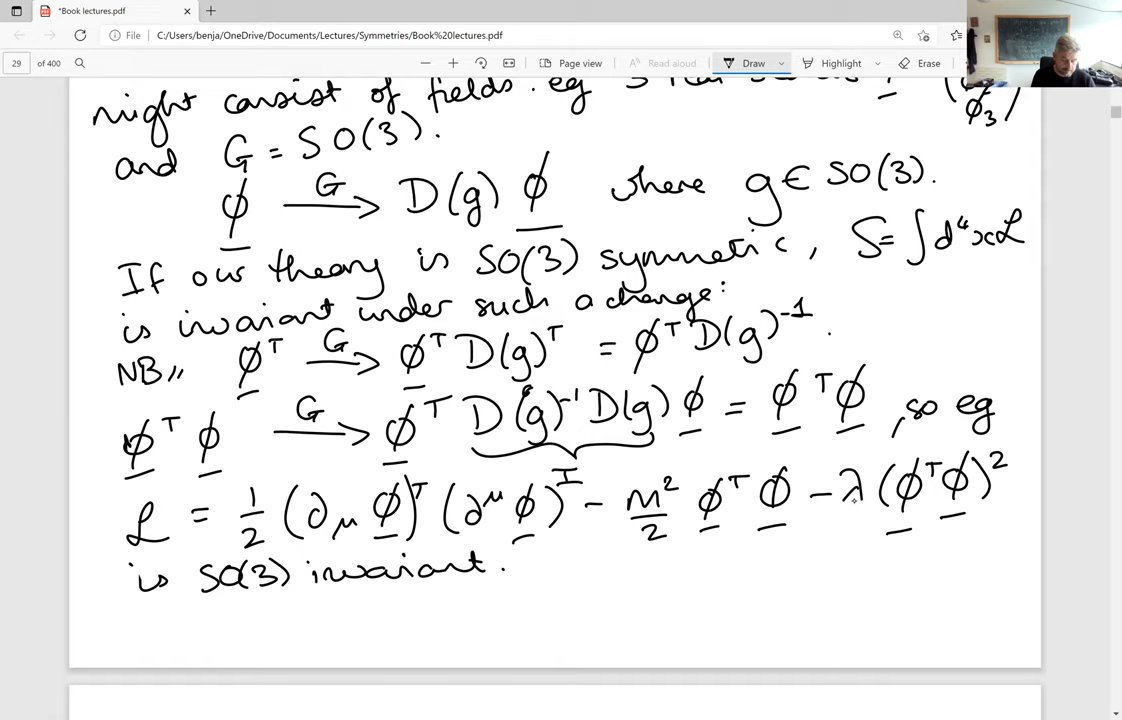 *Book lectures.pdf
File C:/Users/benja/OneDrive/Documents/Lectures/Symmetries/Book%20lectures.pdf
29 of 400 Page view Read aloud Draw Highlight Erase
might consist of fields. eg 3
ϕ₃
and G = SO(3).
ϕ —G→ D(g) ϕ where g ∈ SO(3).
If our theory is SO(3) symmetric, S = ∫d⁴x ℒ
is invariant under such a change:
NB,, ϕᵀ —G→ ϕᵀ D(g)ᵀ = ϕᵀ D(g)⁻¹.
ϕᵀ ϕ —G→ ϕᵀ D(g)⁻¹ D(g) ϕ = ϕᵀ ϕ, so eg
I
ℒ = 1/2 (∂μ ϕ)ᵀ (∂^μ ϕ) - m²/2 ϕᵀ ϕ - λ (ϕᵀϕ)²
is SO(3) invariant.